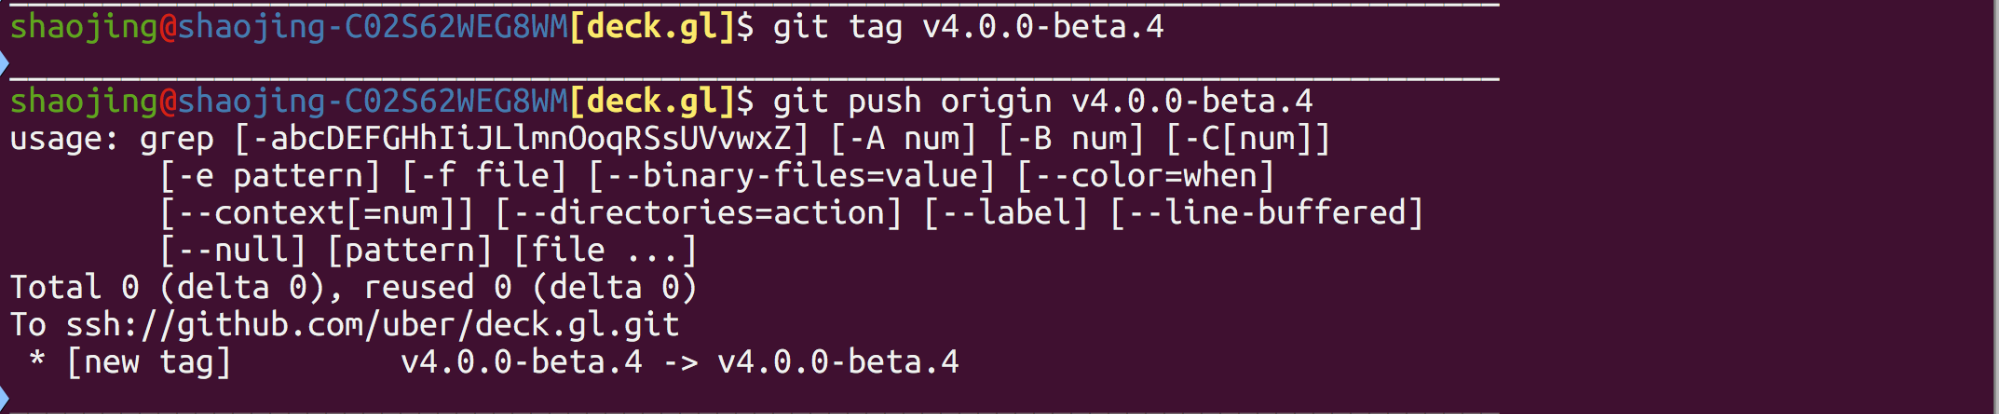 shaojing@shaojing-C02S62WEG8WM[deck.gl]$ git tag v4.0.0-beta.4
shaojing@shaojing-C02S62WEG8WM[deck.gl]$ git push origin v4.0.0-beta.4
usage: grep [-abcDEFGHhIiJLlmnOoqRSsUVvwxZ] [-A num] [-B num] [-C[num]]
        [-e pattern] [-f file] [--binary-files=value] [--color=when]
        [--context[=num]] [--directories=action] [--label] [--line-buffered]
        [--null] [pattern] [file ...]
Total 0 (delta 0), reused 0 (delta 0)
To ssh://github.com/uber/deck.gl.git
 * [new tag]         v4.0.0-beta.4 -> v4.0.0-beta.4